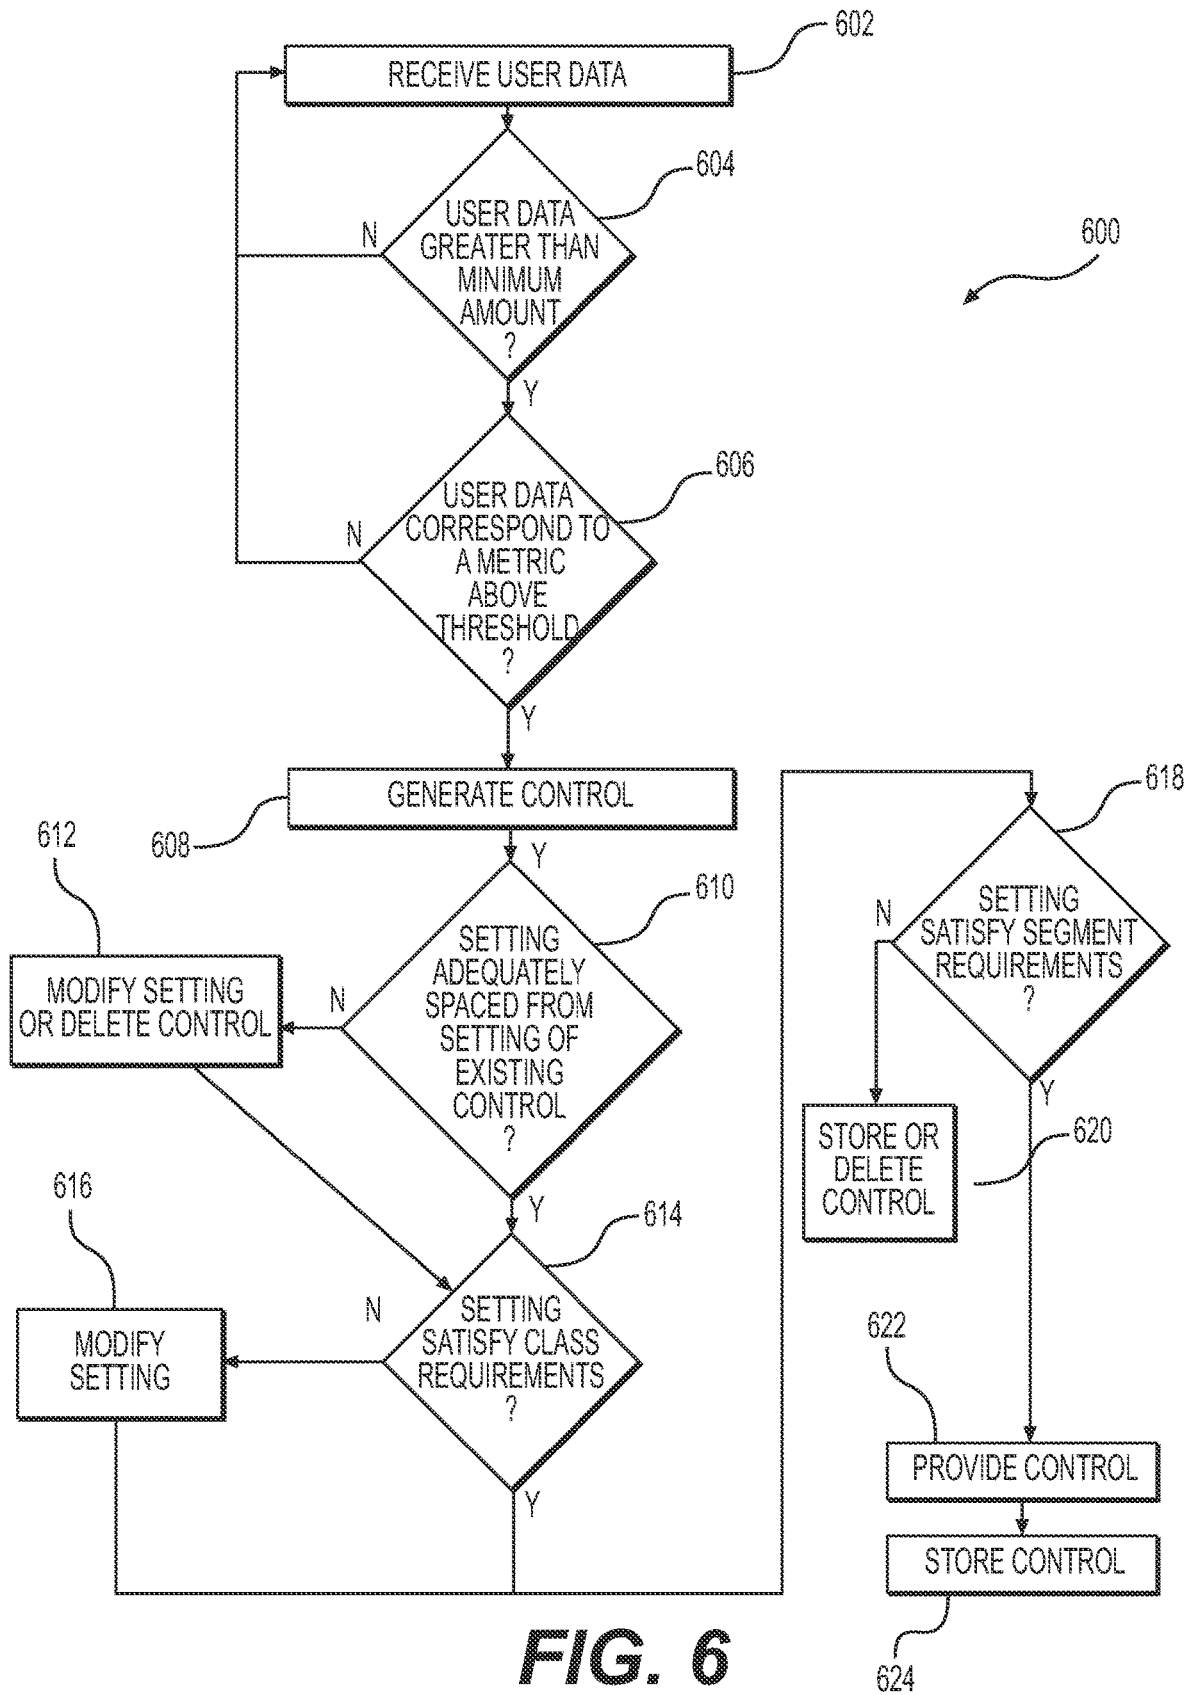 602
RECEIVE USER DATA
604
USER DATA
GREATER THAN
MINIMUM
AMOUNT
?
N
Y
600
606
USER DATA
CORRESPOND TO
A METRIC
ABOVE
THRESHOLD
?
N
Y
GENERATE CONTROL
608
Y
610
SETTING
ADEQUATELY
SPACED FROM
SETTING OF
EXISTING
CONTROL
?
N
Y
612
MODIFY SETTING
OR DELETE CONTROL
614
SETTING
SATISFY CLASS
REQUIREMENTS
?
N
Y
616
MODIFY
SETTING
618
SETTING
SATISFY SEGMENT
REQUIREMENTS
?
N
Y
620
STORE OR
DELETE
CONTROL
622
PROVIDE CONTROL
STORE CONTROL
624
FIG. 6